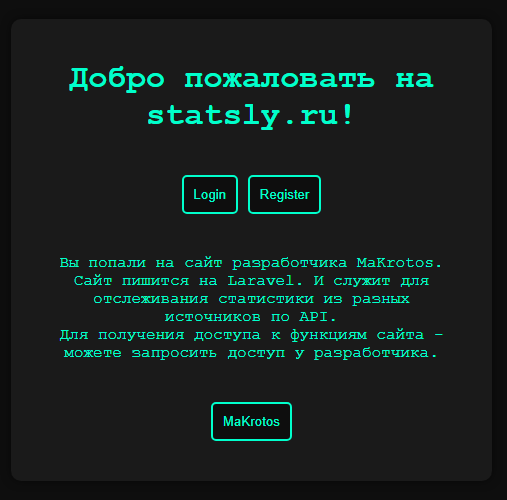 Добро пожаловать на
statsly.ru!
Login Register
Вы попали на сайт разработчика MaKrotos.
Сайт пишится на Laravel. И служит для
отслеживания статистики из разных
источников по API.
Для получения доступа к функциям сайта –
можете запросить доступ у разработчика.
MaKrotos